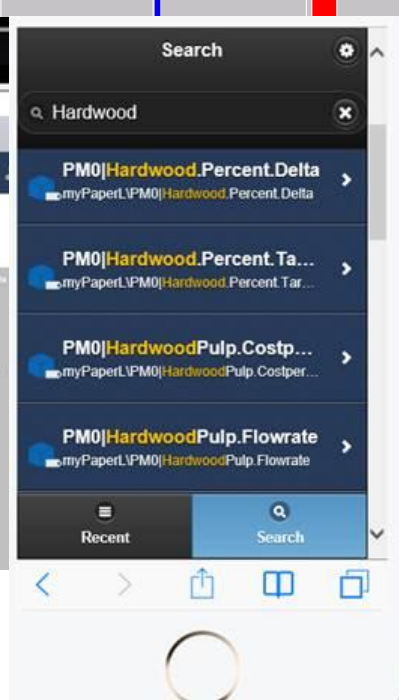 Search
Hardwood
PM0|Hardwood.Percent.Delta
myPaperL\PM0|Hardwood.Percent.Delta
PM0|Hardwood.Percent.Ta...
myPaperL\PM0|Hardwood.Percent.Tar...
PM0|HardwoodPulp.Costp...
myPaperL\PM0|HardwoodPulp.Costper...
PM0|HardwoodPulp.Flowrate
myPaperL\PM0|HardwoodPulp.Flowrate
Recent
Search